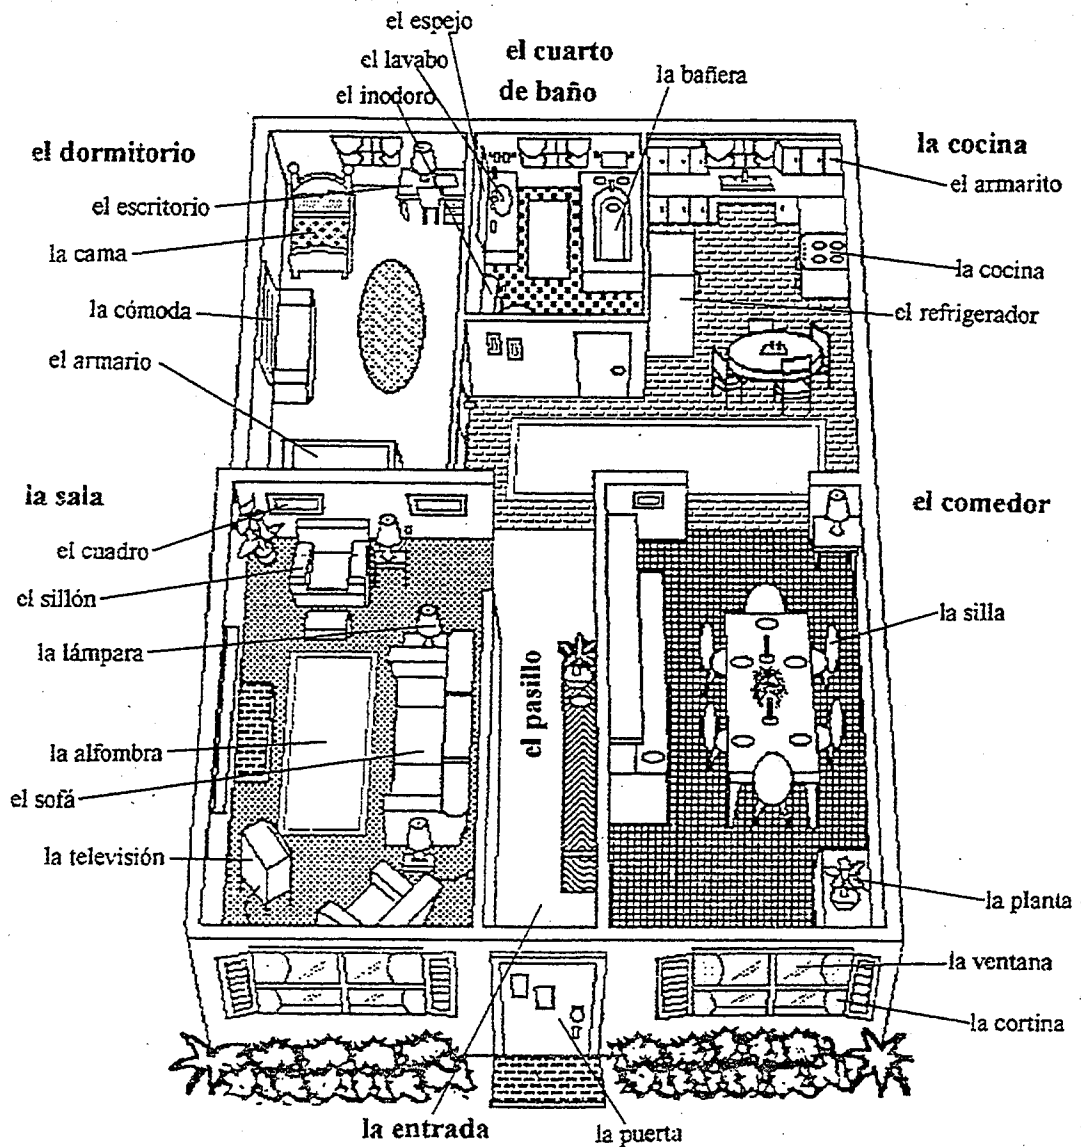 el espejo
el lavabo
el inodoro
el cuarto
de baño
la bañera
el dormitorio
la cocina
el escritorio
el armarito
la cama
la cocina
la cómoda
el refrigerador
el armario
la sala
el comedor
el cuadro
el sillón
la silla
la lámpara
el pasillo
la alfombra
el sofá
la televisión
la planta
la ventana
la cortina
la entrada
la puerta